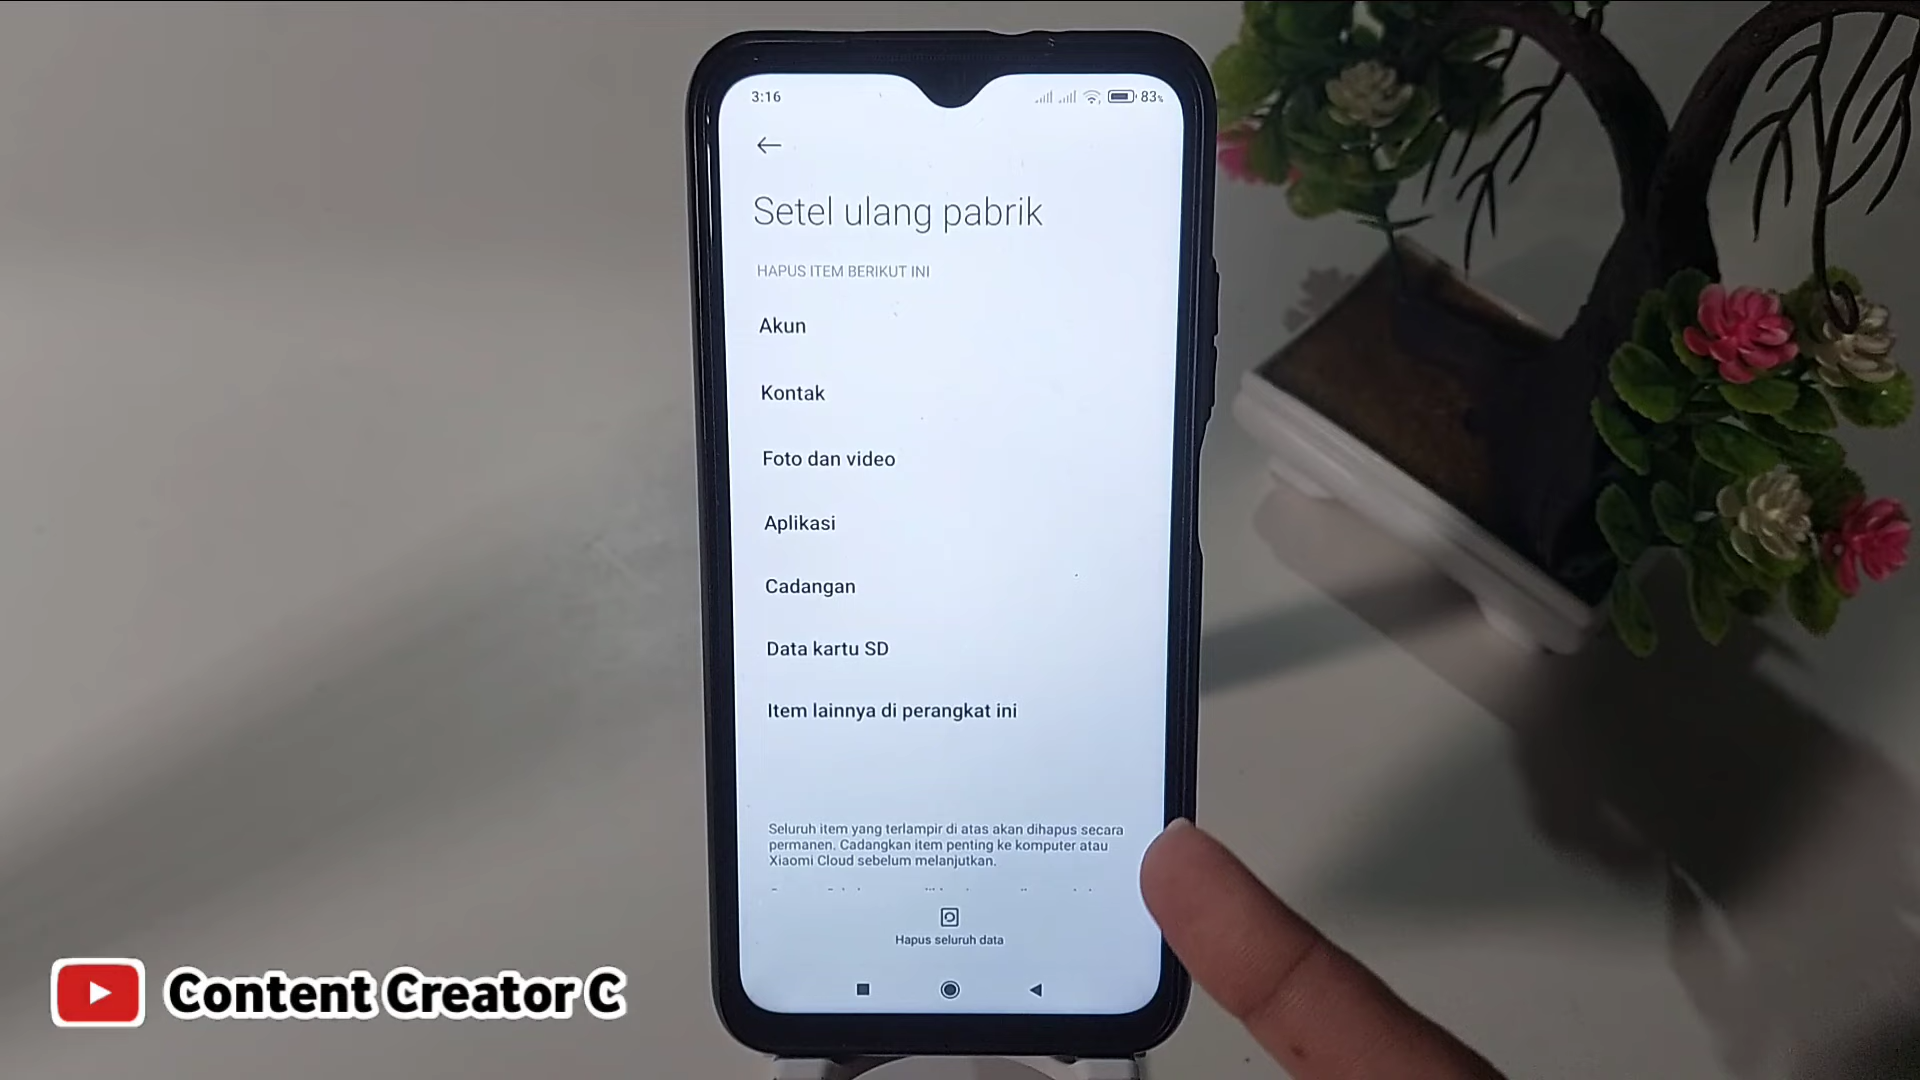 3:16
83%
Setel ulang pabrik
HAPUS ITEM BERIKUT INI
Akun
Kontak
Foto dan video
Aplikasi
Cadangan
Data kartu SD
Item lainnya di perangkat ini
Seluruh item yang terlampir di atas akan dihapus secara
permanen. Cadangkan item penting ke komputer atau
Xiaomi Cloud sebelum melanjutkan.
Hapus seluruh data
Content Creator C